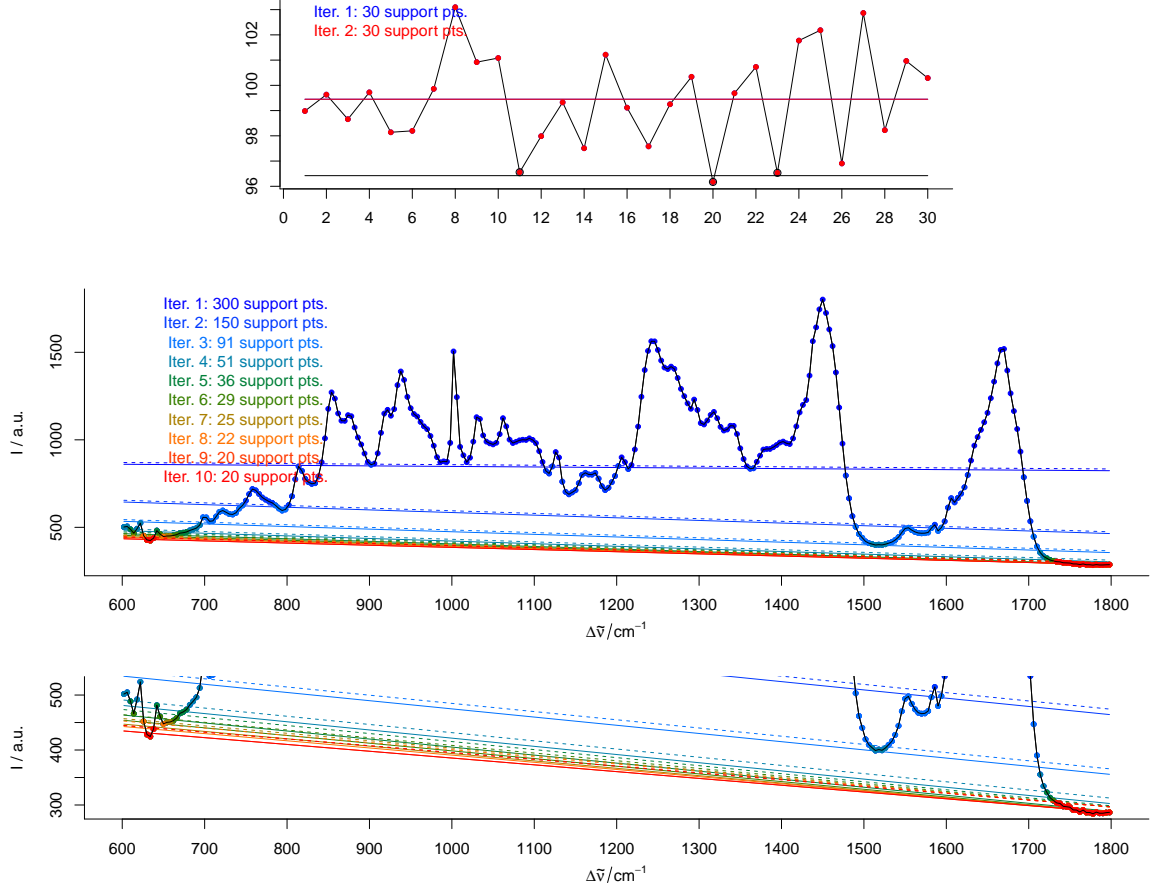 Iter. 1: 30 support pts.
Iter. 2: 30 support pts.
102
100
98
96
0 2 4 6 8 10 12 14 16 18 20 22 24 26 28 30
Iter. 1: 300 support pts.
Iter. 2: 150 support pts.
Iter. 3: 91 support pts.
Iter. 4: 51 support pts.
Iter. 5: 36 support pts.
Iter. 6: 29 support pts.
Iter. 7: 25 support pts.
Iter. 8: 22 support pts.
Iter. 9: 20 support pts.
Iter. 10: 20 support pts.
I / a.u.
1500
1000
500
600 700 800 900 1000 1100 1200 1300 1400 1500 1600 1700 1800
Δν̃/cm⁻¹
I / a.u.
500
400
300
600 700 800 900 1000 1100 1200 1300 1400 1500 1600 1700 1800
Δν̃/cm⁻¹